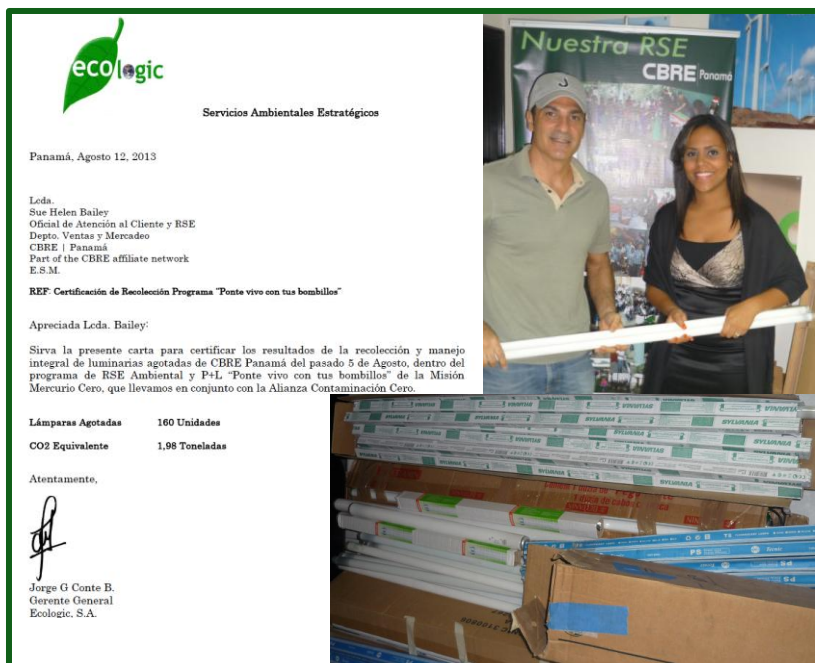 ecologic
Servicios Ambientales Estratégicos
Panamá, Agosto 12, 2013
Lcda.
Sue Helen Bailey
Oficial de Atención al Cliente y RSE
Depto. Ventas y Mercadeo
CBRE | Panamá
Part of the CBRE affiliate network
E.S.M.
REF: Certificación de Recolección Programa "Ponte vivo con tus bombillos"
Apreciada Lcda. Bailey:
Sirva la presente carta para certificar los resultados de la recolección y manejo
integral de luminarias agotadas de CBRE Panamá del pasado 5 de Agosto, dentro del
programa de RSE Ambiental y P+L "Ponte vivo con tus bombillos" de la Misión
Mercurio Cero, que llevamos en conjunto con la Alianza Contaminación Cero.
Lámparas Agotadas 160 Unidades
CO2 Equivalente 1,98 Toneladas
Atentamente,
Jorge G Conte B.
Gerente General
Ecologic, S.A.
Nuestra RSE
CBRE Panamá
SYLVANIA
SYLVANIA
SYLVANIA
SYLVANIA
SYLVANIA
PS
PS
PS